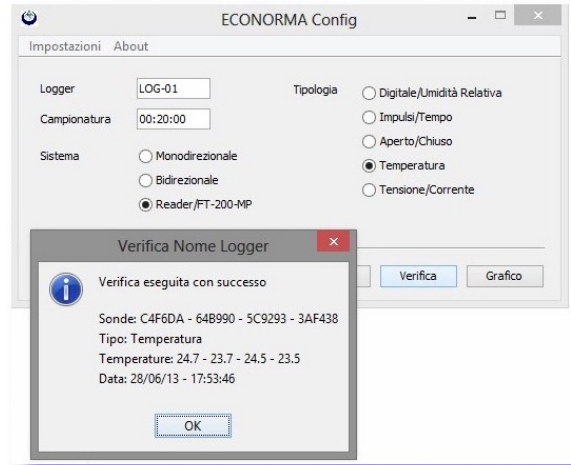 ECONORMA Config
Impostazioni About
Logger LOG-01
Campionatura 00:20:00
Sistema
Monodirezionale
Bidirezionale
Reader/FT-200-MP
Tipologia
Digitale/Umidità Relativa
Impulsi/Tempo
Aperto/Chiuso
Temperatura
Tensione/Corrente
Verifica Grafico
Verifica Nome Logger
Verifica eseguita con successo
Sonde: C4F6DA - 64B990 - 5C9293 - 3AF438
Tipo: Temperatura
Temperature: 24.7 - 23.7 - 24.5 - 23.5
Data: 28/06/13 - 17:53:46
OK